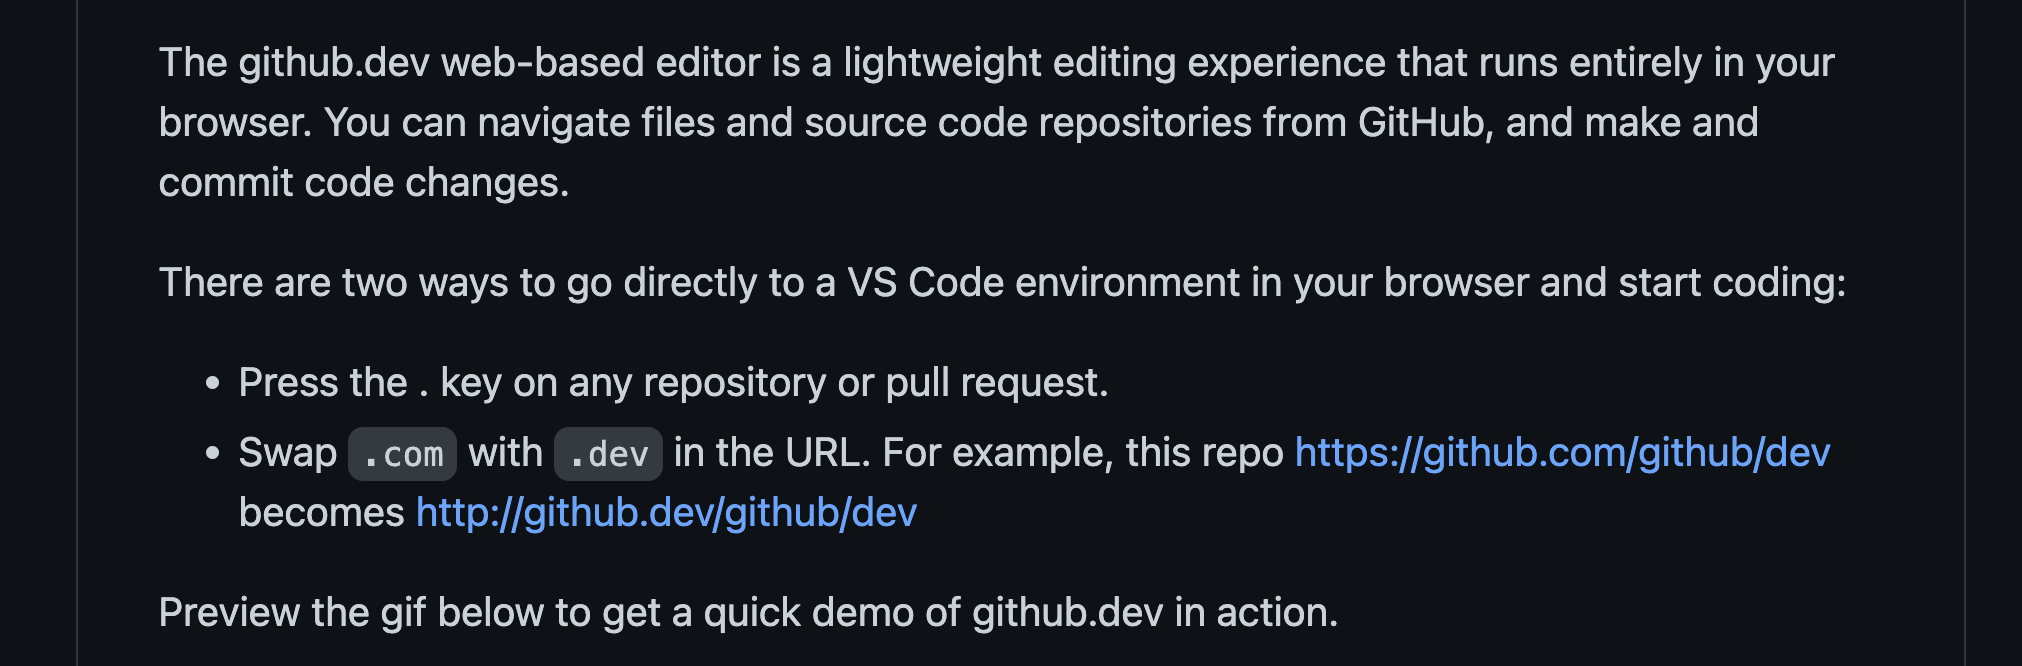 The github.dev web-based editor is a lightweight editing experience that runs entirely in your
browser. You can navigate files and source code repositories from GitHub, and make and
commit code changes.
There are two ways to go directly to a VS Code environment in your browser and start coding:
• Press the . key on any repository or pull request.
• Swap .com with .dev in the URL. For example, this repo https://github.com/github/dev
becomes http://github.dev/github/dev
Preview the gif below to get a quick demo of github.dev in action.